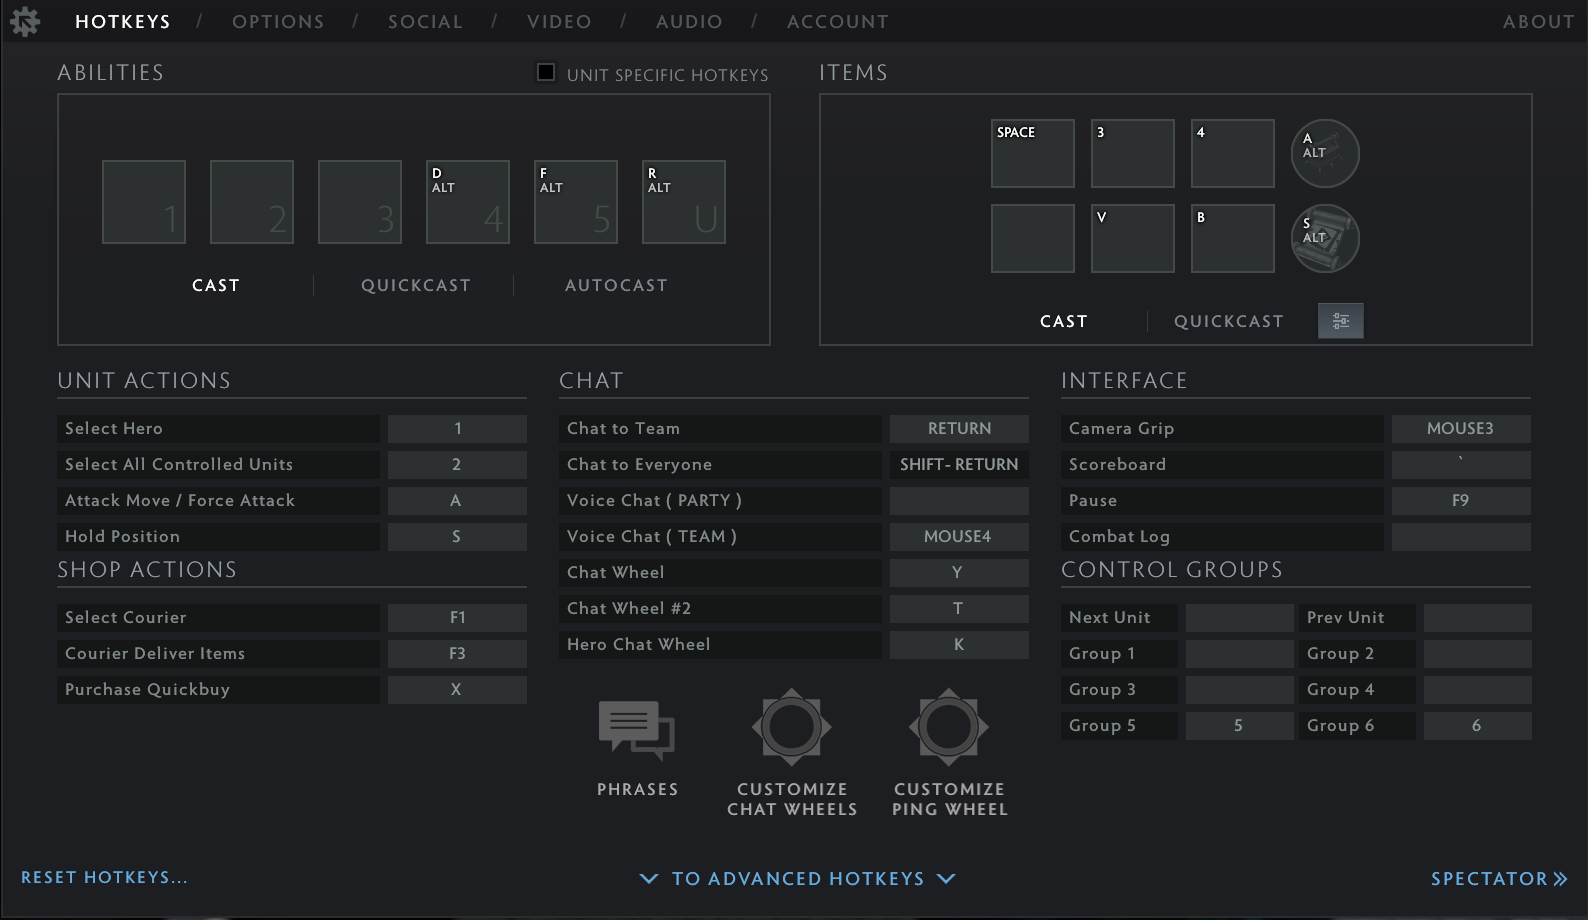 HOTKEYS / OPTIONS / SOCIAL / VIDEO / AUDIO / ACCOUNT
ABOUT
ABILITIES
UNIT SPECIFIC HOTKEYS
1
2
3
D
ALT
4
F
ALT
5
R
ALT
U
CAST
QUICKCAST
AUTOCAST
ITEMS
SPACE
3
4
A
ALT
V
B
S
ALT
CAST
QUICKCAST
UNIT ACTIONS
Select Hero 1
Select All Controlled Units 2
Attack Move / Force Attack A
Hold Position S
SHOP ACTIONS
Select Courier F1
Courier Deliver Items F3
Purchase Quickbuy X
CHAT
Chat to Team RETURN
Chat to Everyone SHIFT- RETURN
Voice Chat ( PARTY )
Voice Chat ( TEAM ) MOUSE4
Chat Wheel Y
Chat Wheel #2 T
Hero Chat Wheel K
PHRASES
CUSTOMIZE
CHAT WHEELS
CUSTOMIZE
PING WHEEL
INTERFACE
Camera Grip MOUSE3
Scoreboard `
Pause F9
Combat Log
CONTROL GROUPS
Next Unit Prev Unit
Group 1 Group 2
Group 3 Group 4
Group 5 5 Group 6 6
RESET HOTKEYS...
TO ADVANCED HOTKEYS
SPECTATOR